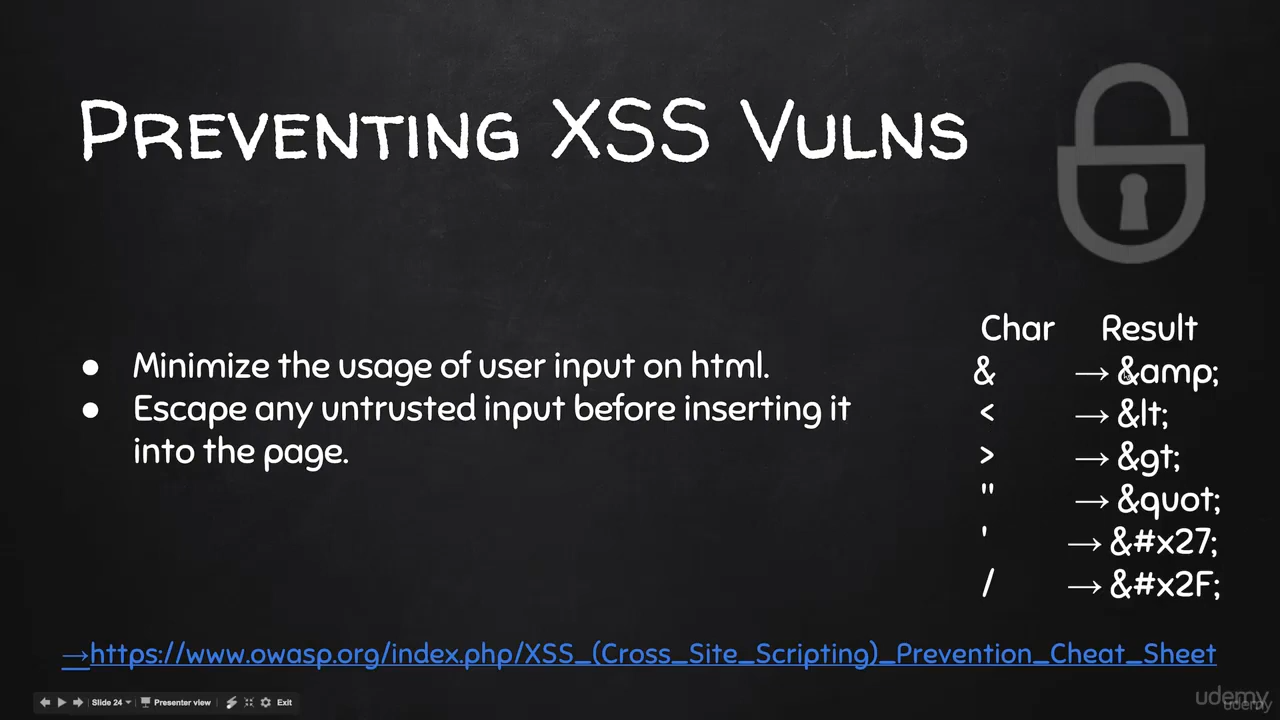 Preventing XSS Vulns
● Minimize the usage of user input on html.
● Escape any untrusted input before inserting it
into the page.
Char Result
& → &amp;
< → &lt;
> → &gt;
" → &quot;
' → &#x27;
/ → &#x2F;
→https://www.owasp.org/index.php/XSS_(Cross_Site_Scripting)_Prevention_Cheat_Sheet
Slide 24 Presenter view Exit
udemy
udemy